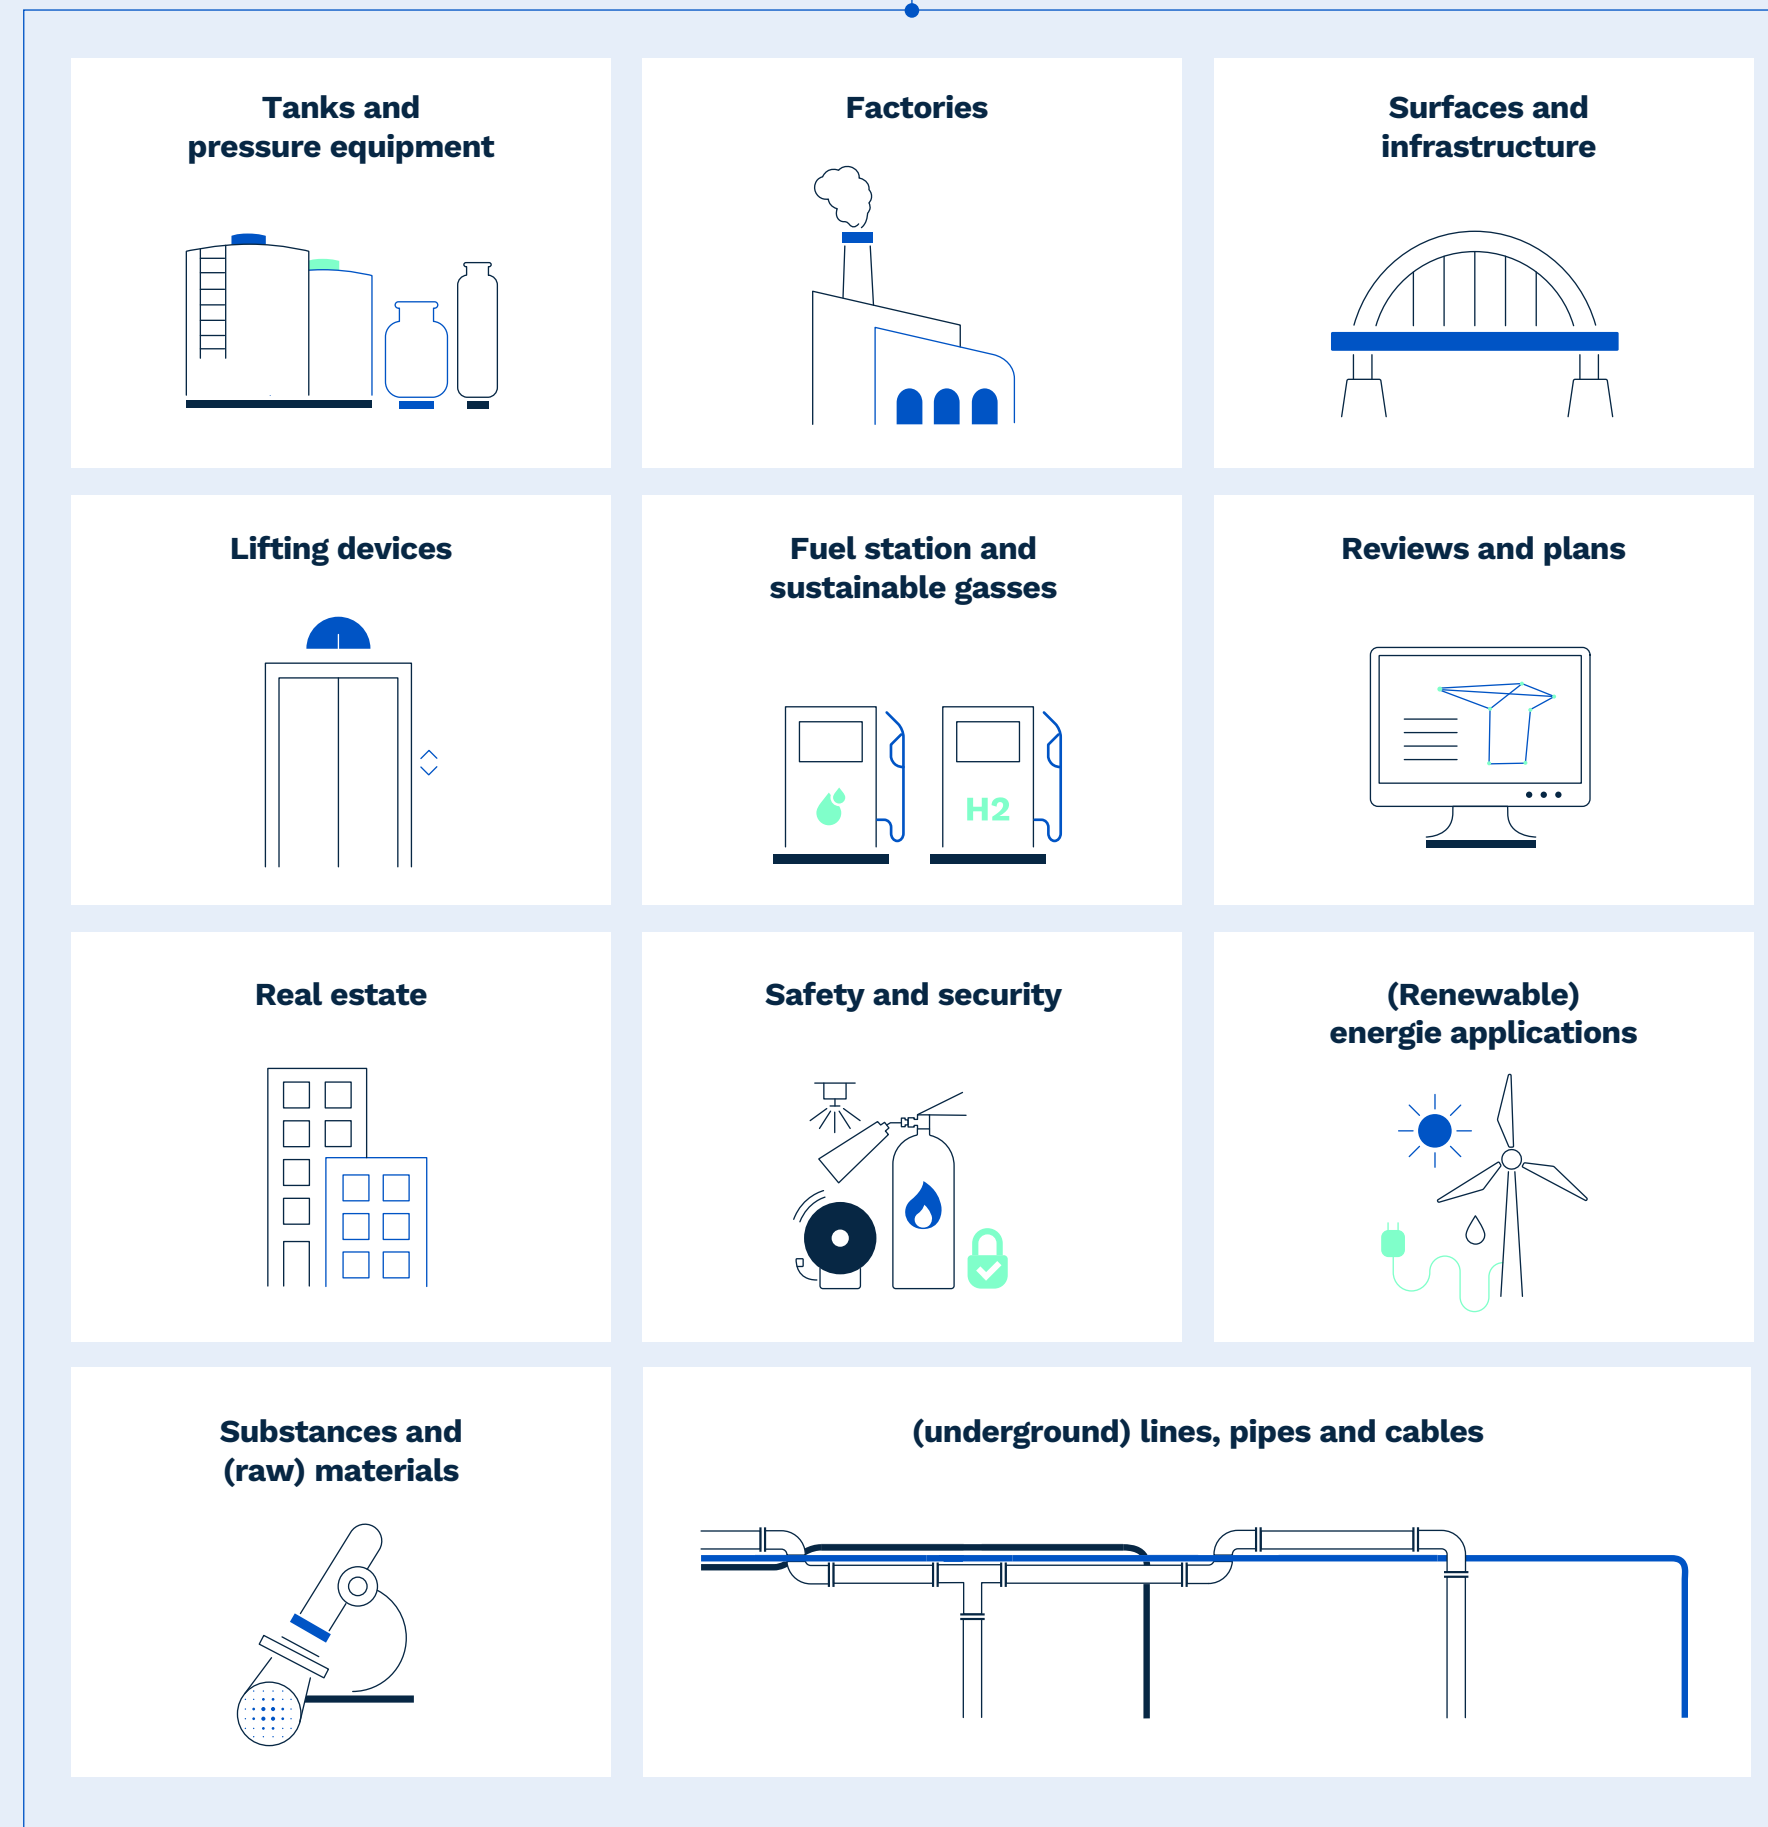 Tanks and
pressure equipment
Factories
Surfaces and
infrastructure
Lifting devices
Fuel station and
sustainable gasses
H2
Reviews and plans
Real estate
Safety and security
(Renewable)
energie applications
Substances and
(raw) materials
(underground) lines, pipes and cables